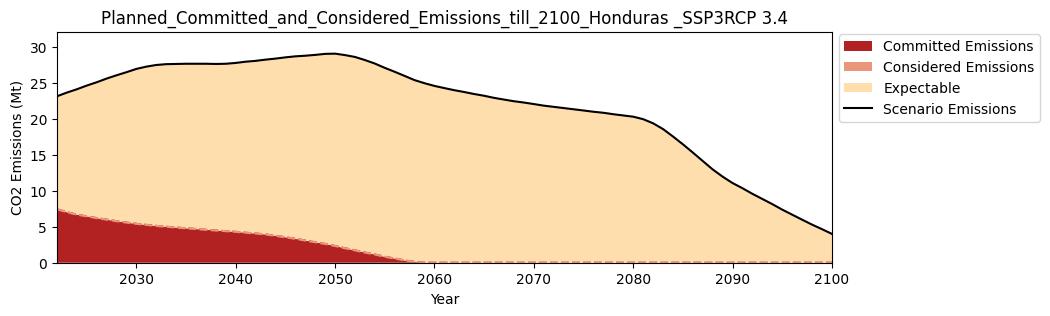 Planned_Committed_and_Considered_Emissions_till_2100_Honduras _SSP3RCP 3.4
30
25
20
15
10
5
0
CO2 Emissions (Mt)
2030 2040 2050 2060 2070 2080 2090 2100
Year
Committed Emissions
Considered Emissions
Expectable
Scenario Emissions